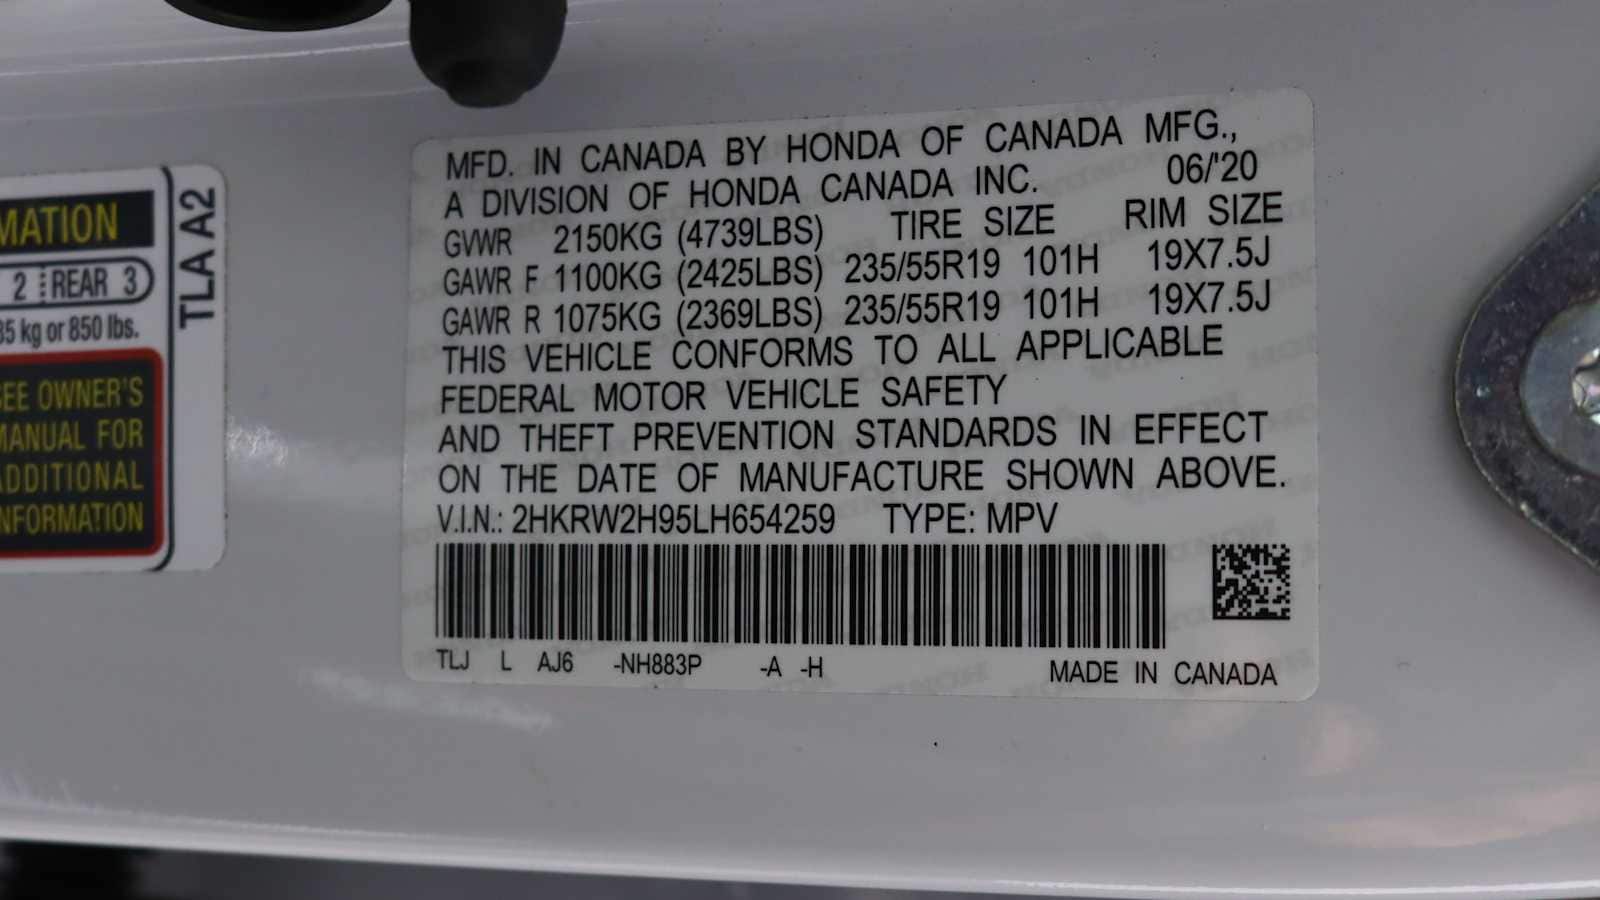 MATION
2 REAR 3
85 kg or 850 lbs.
SEE OWNER'S
MANUAL FOR
ADDITIONAL
INFORMATION
TLA A2
MFD. IN CANADA BY HONDA OF CANADA MFG.,
A DIVISION OF HONDA CANADA INC. 06/'20
GVWR 2150KG (4739LBS) TIRE SIZE RIM SIZE
GAWR F 1100KG (2425LBS) 235/55R19 101H 19X7.5J
GAWR R 1075KG (2369LBS) 235/55R19 101H 19X7.5J
THIS VEHICLE CONFORMS TO ALL APPLICABLE
FEDERAL MOTOR VEHICLE SAFETY
AND THEFT PREVENTION STANDARDS IN EFFECT
ON THE DATE OF MANUFACTURE SHOWN ABOVE.
V.I.N.: 2HKRW2H95LH654259 TYPE: MPV
TLJ L AJ6 -NH883P -A -H MADE IN CANADA